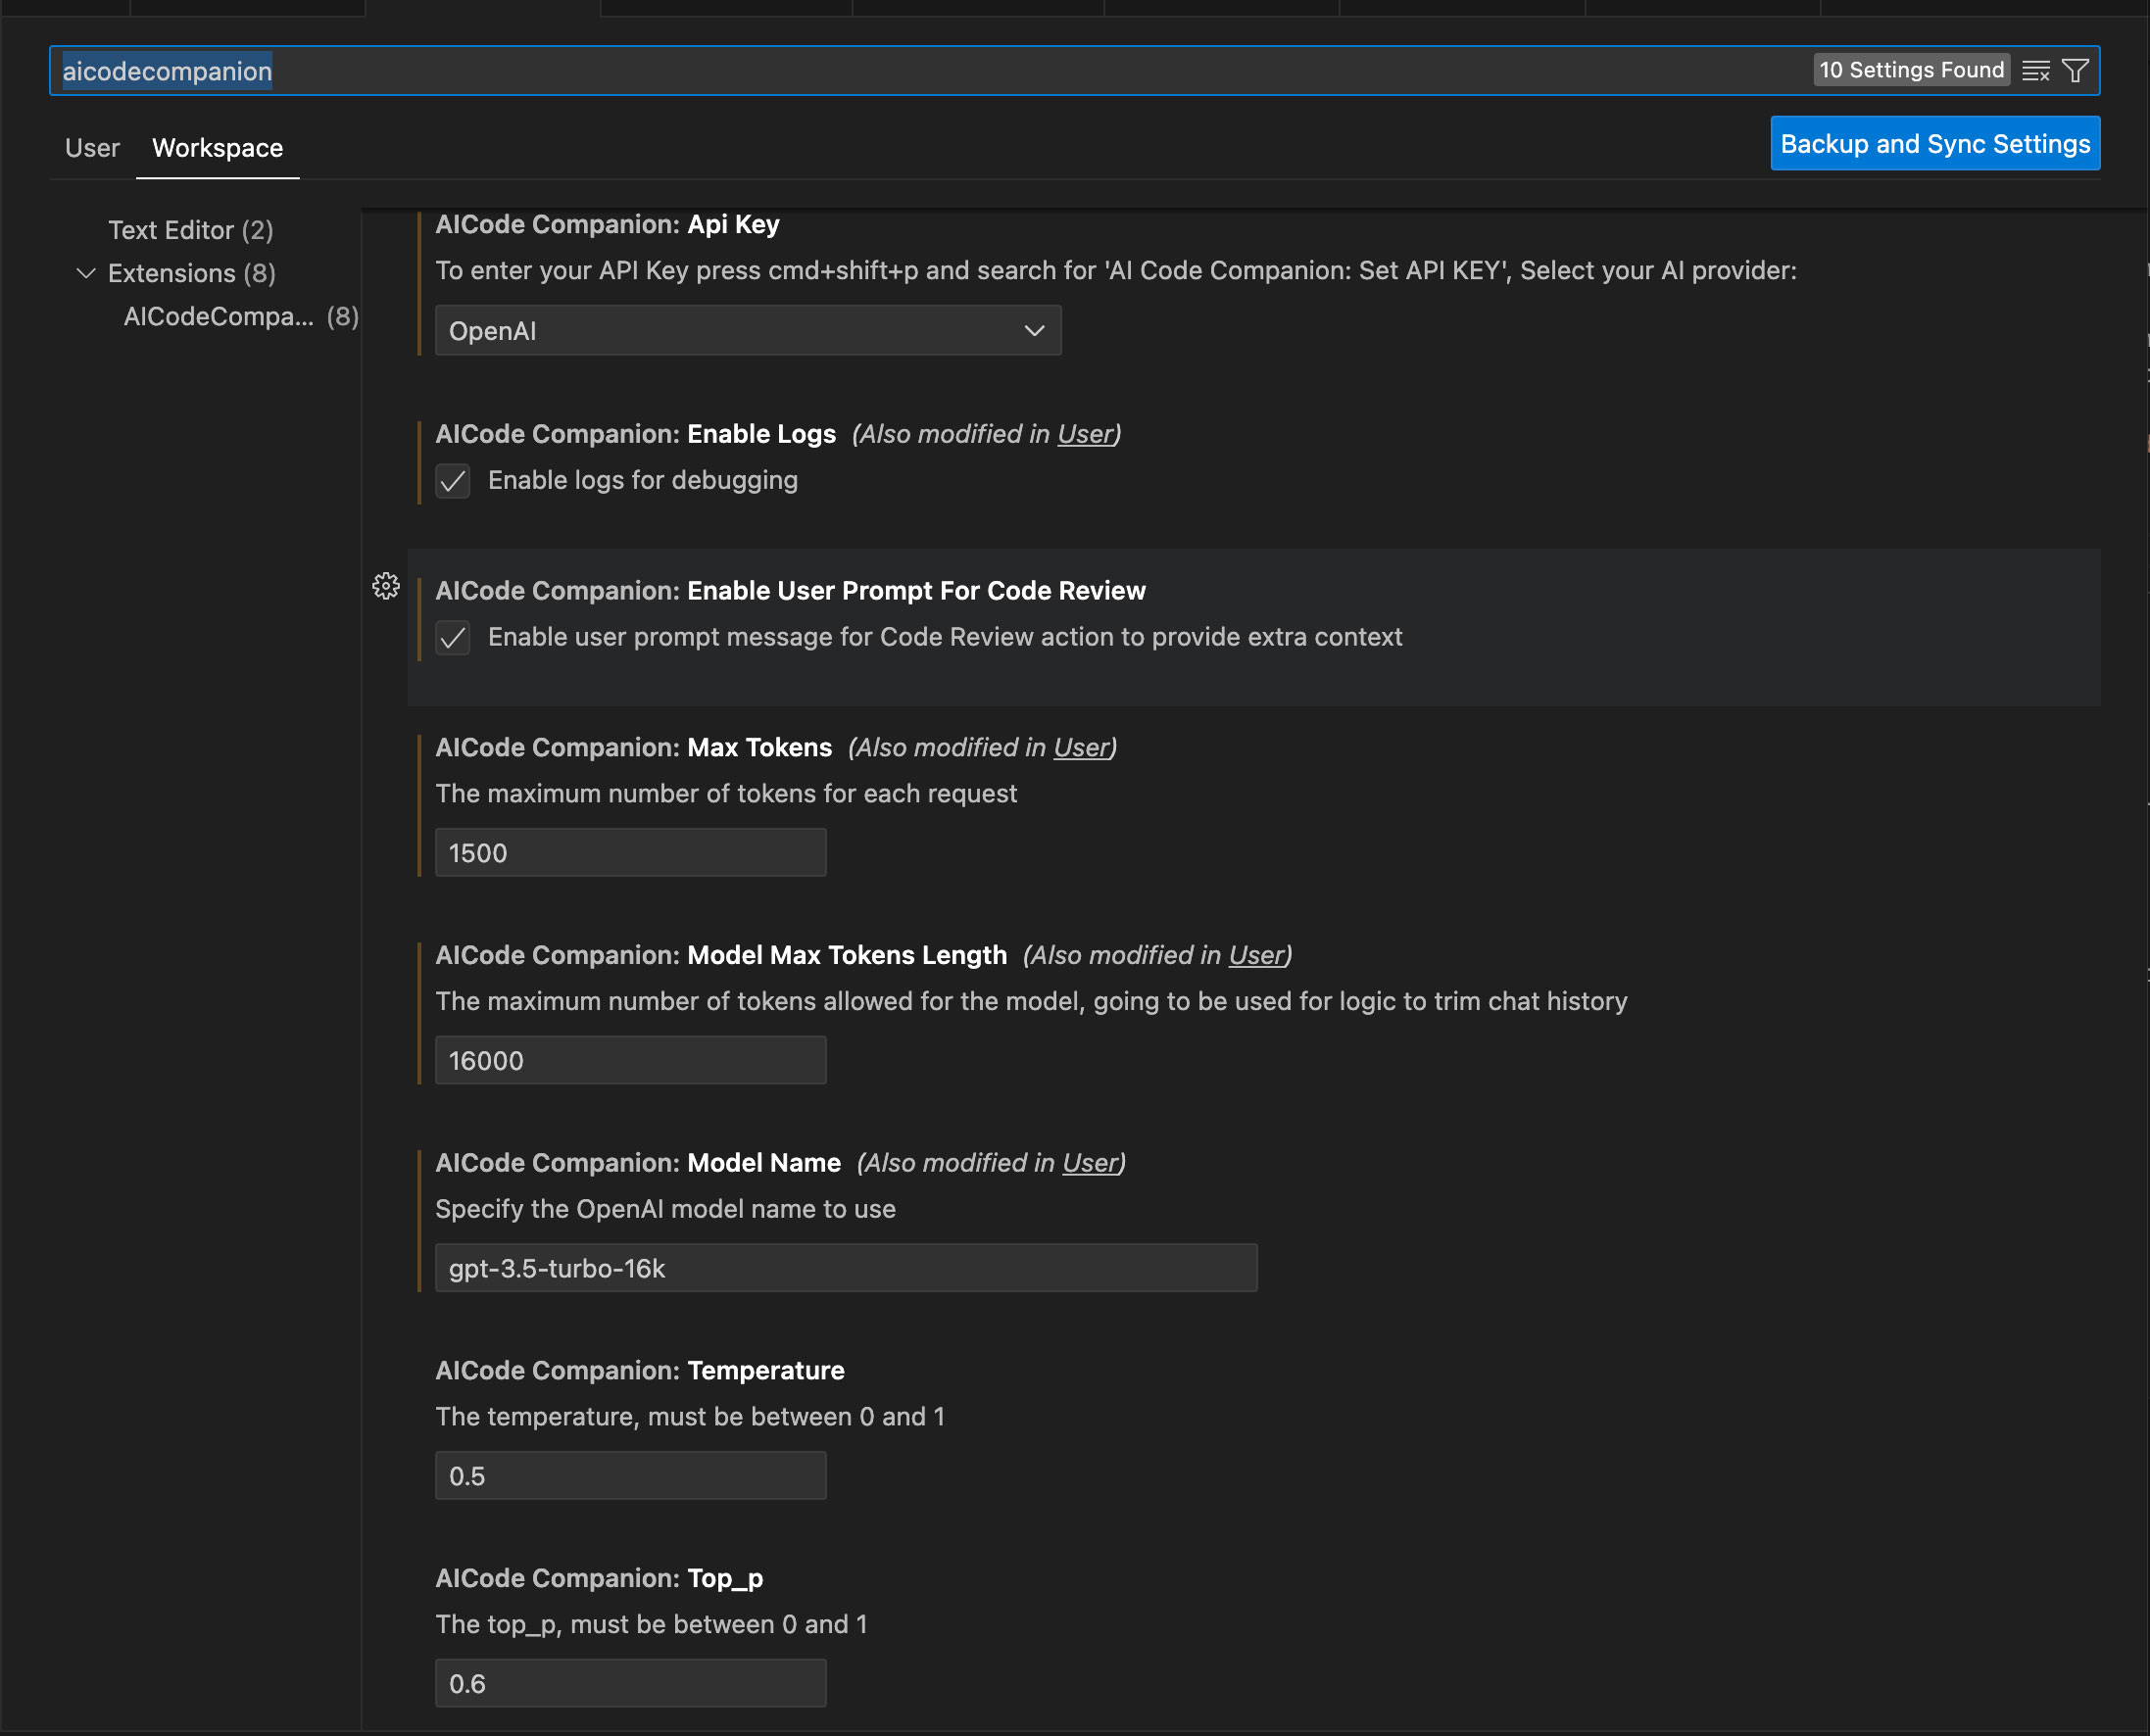 aicodecompanion
10 Settings Found
User
Workspace
Backup and Sync Settings
Text Editor (2)
Extensions (8)
AICodeCompa... (8)
AICode Companion: Api Key
To enter your API Key press cmd+shift+p and search for 'AI Code Companion: Set API KEY', Select your AI provider:
OpenAI
AICode Companion: Enable Logs (Also modified in User)
Enable logs for debugging
AICode Companion: Enable User Prompt For Code Review
Enable user prompt message for Code Review action to provide extra context
AICode Companion: Max Tokens (Also modified in User)
The maximum number of tokens for each request
1500
AICode Companion: Model Max Tokens Length (Also modified in User)
The maximum number of tokens allowed for the model, going to be used for logic to trim chat history
16000
AICode Companion: Model Name (Also modified in User)
Specify the OpenAI model name to use
gpt-3.5-turbo-16k
AICode Companion: Temperature
The temperature, must be between 0 and 1
0.5
AICode Companion: Top_p
The top_p, must be between 0 and 1
0.6